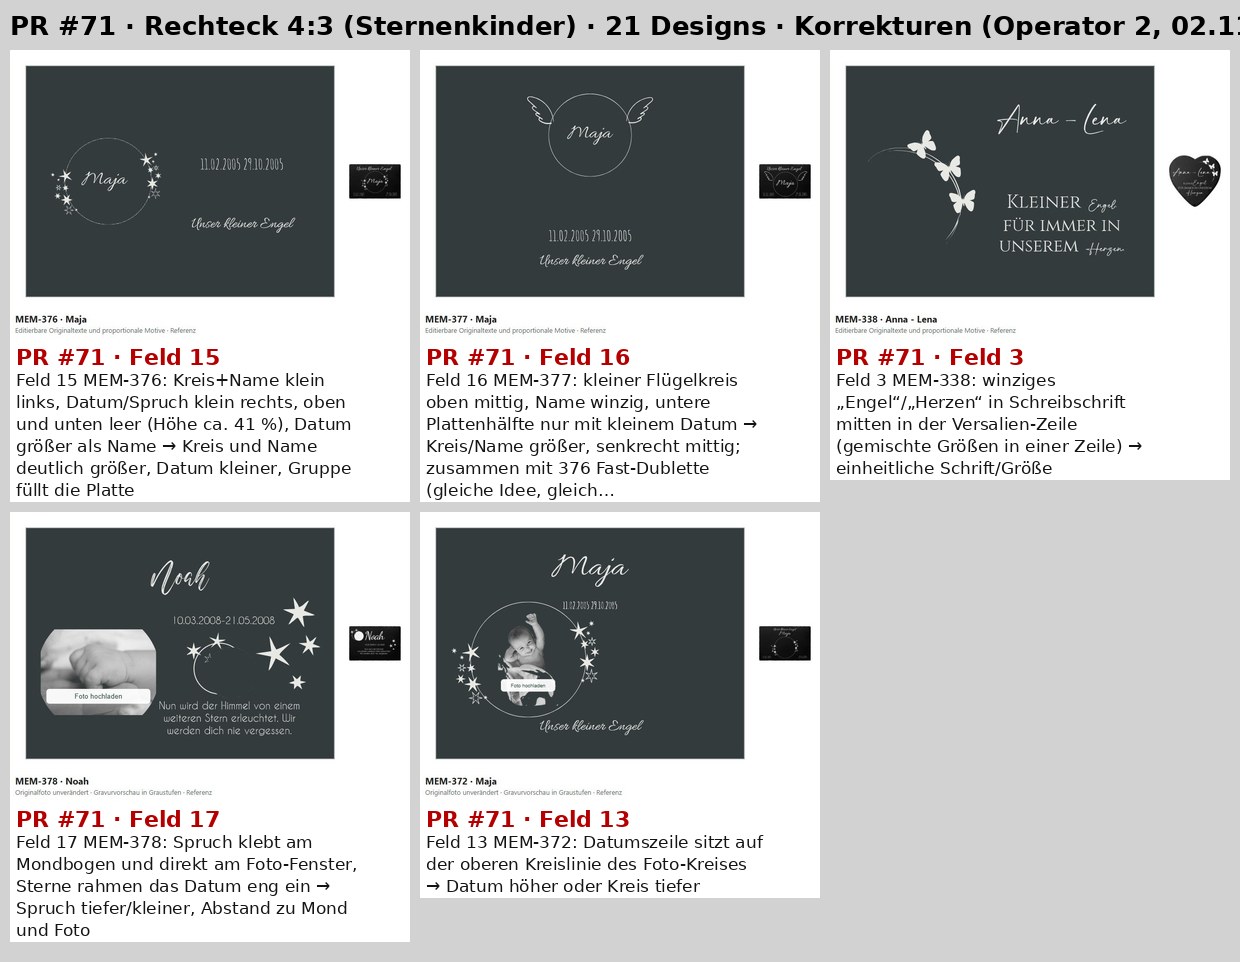 PR #71 · Rechteck 4:3 (Sternenkinder) · 21 Designs · Korrekturen (Operator 2, 02.11
Maja
11.02.2005 29.10.2005
Unser kleiner Engel
MEM-376 · Maja
Editierbare Originaltexte und proportionale Motive · Referenz
PR #71 · Feld 15
Feld 15 MEM-376: Kreis+Name klein
links, Datum/Spruch klein rechts, oben
und unten leer (Höhe ca. 41 %), Datum
größer als Name → Kreis und Name
deutlich größer, Datum kleiner, Gruppe
füllt die Platte
Maja
11.02.2005 29.10.2005
Unser kleiner Engel
MEM-377 · Maja
Editierbare Originaltexte und proportionale Motive · Referenz
PR #71 · Feld 16
Feld 16 MEM-377: kleiner Flügelkreis
oben mittig, Name winzig, untere
Plattenhälfte nur mit kleinem Datum →
Kreis/Name größer, senkrecht mittig;
zusammen mit 376 Fast-Dublette
(gleiche Idee, gleich…
Anna - Lena
Kleiner Engel
für immer in
unserem Herzen
MEM-338 · Anna - Lena
Editierbare Originaltexte und proportionale Motive · Referenz
PR #71 · Feld 3
Feld 3 MEM-338: winziges
„Engel“/„Herzen“ in Schreibschrift
mitten in der Versalien-Zeile
(gemischte Größen in einer Zeile) →
einheitliche Schrift/Größe
Noah
10.03.2008-21.05.2008
Foto hochladen
Nun wird der Himmel von einem
weiteren Stern erleuchtet. Wir
werden dich nie vergessen.
Noah
MEM-378 · Noah
Originalfoto unverändert · Gravurvorschau in Graustufen · Referenz
PR #71 · Feld 17
Feld 17 MEM-378: Spruch klebt am
Mondbogen und direkt am Foto-Fenster,
Sterne rahmen das Datum eng ein →
Spruch tiefer/kleiner, Abstand zu Mond
und Foto
Maja
11.02.2005 29.10.2005
Foto hochladen
Unser kleiner Engel
MEM-372 · Maja
Originalfoto unverändert · Gravurvorschau in Graustufen · Referenz
PR #71 · Feld 13
Feld 13 MEM-372: Datumszeile sitzt auf
der oberen Kreislinie des Foto-Kreises
→ Datum höher oder Kreis tiefer